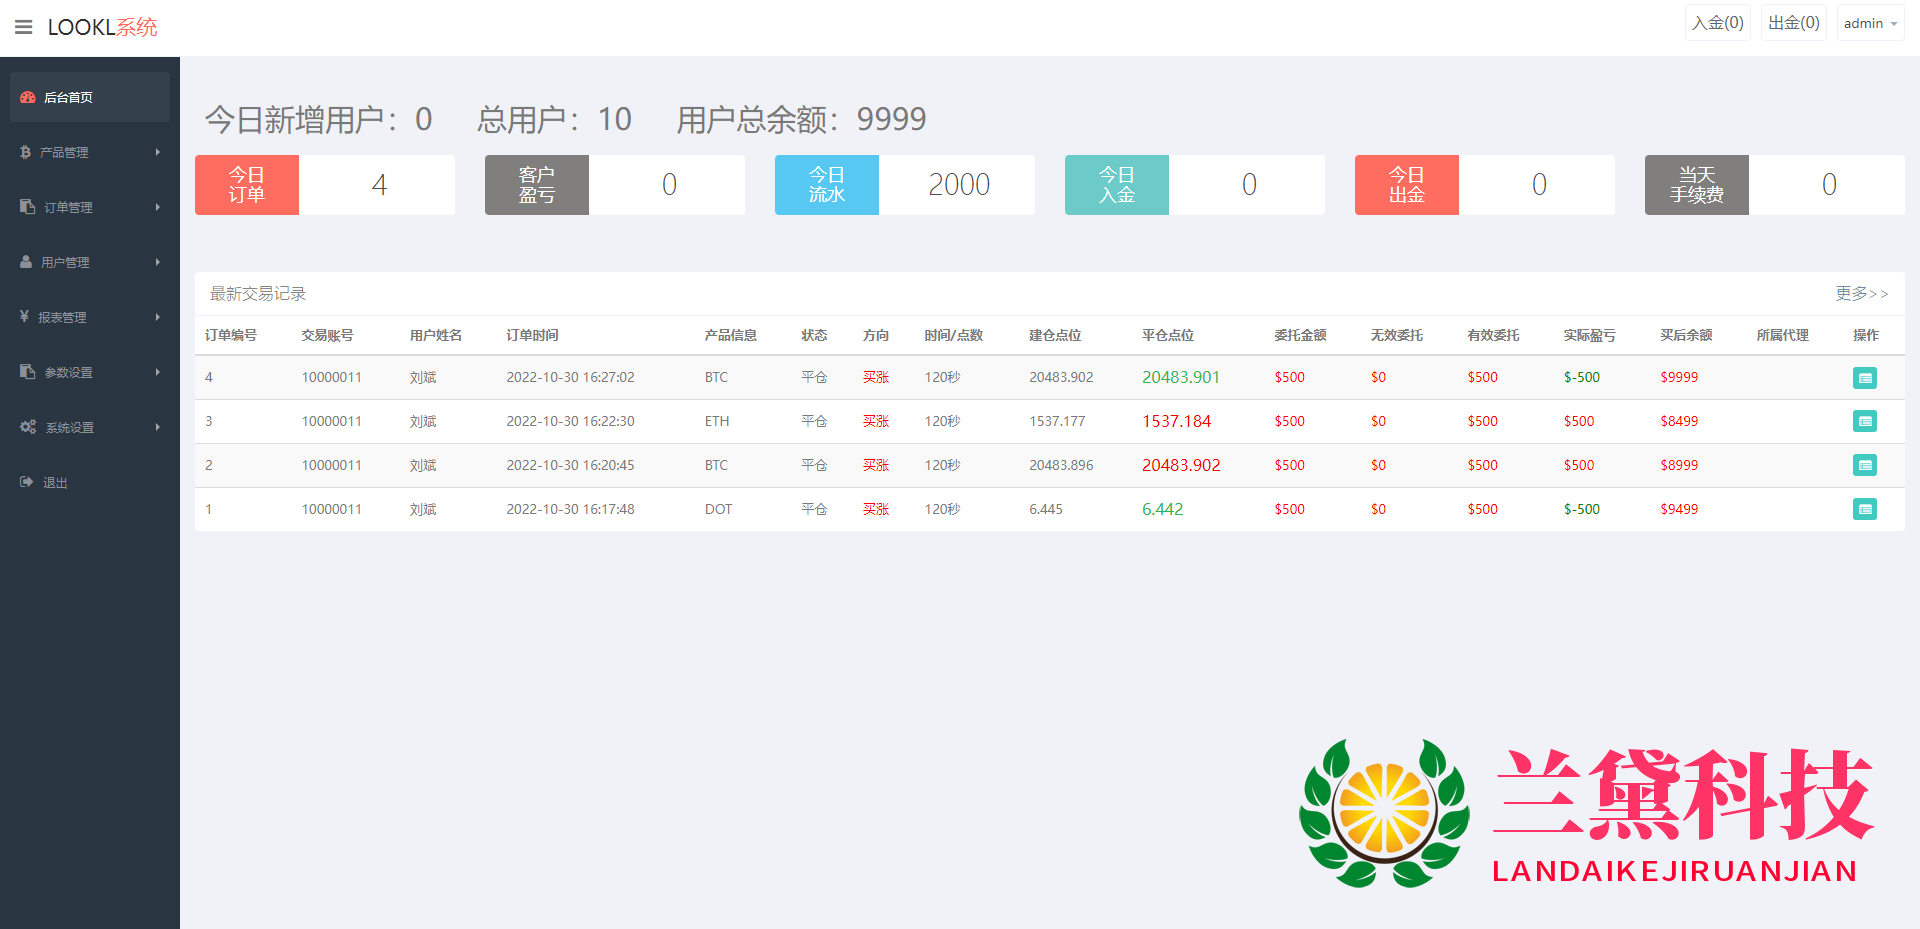 LOOKL系统
入金(0) 出金(0) admin
后台首页
产品管理
订单管理
用户管理
报表管理
参数设置
系统设置
退出
今日新增用户：0 总用户：10 用户总余额：9999
今日
订单
4
客户
盈亏
0
今日
流水
2000
今日
入金
0
今日
出金
0
当天
手续费
0
最新交易记录 更多>>
订单编号 交易账号 用户姓名 订单时间 产品信息 状态 方向 时间/点数 建仓点位 平仓点位 委托金额 无效委托 有效委托 实际盈亏 买后余额 所属代理 操作
4 10000011 刘斌 2022-10-30 16:27:02 BTC 平仓 买涨 120秒 20483.902 20483.901 $500 $0 $500 $-500 $9999
3 10000011 刘斌 2022-10-30 16:22:30 ETH 平仓 买涨 120秒 1537.177 1537.184 $500 $0 $500 $500 $8499
2 10000011 刘斌 2022-10-30 16:20:45 BTC 平仓 买涨 120秒 20483.896 20483.902 $500 $0 $500 $500 $8999
1 10000011 刘斌 2022-10-30 16:17:48 DOT 平仓 买涨 120秒 6.445 6.442 $500 $0 $500 $-500 $9499
兰黛科技
LANDAIKEJIRUANJIAN